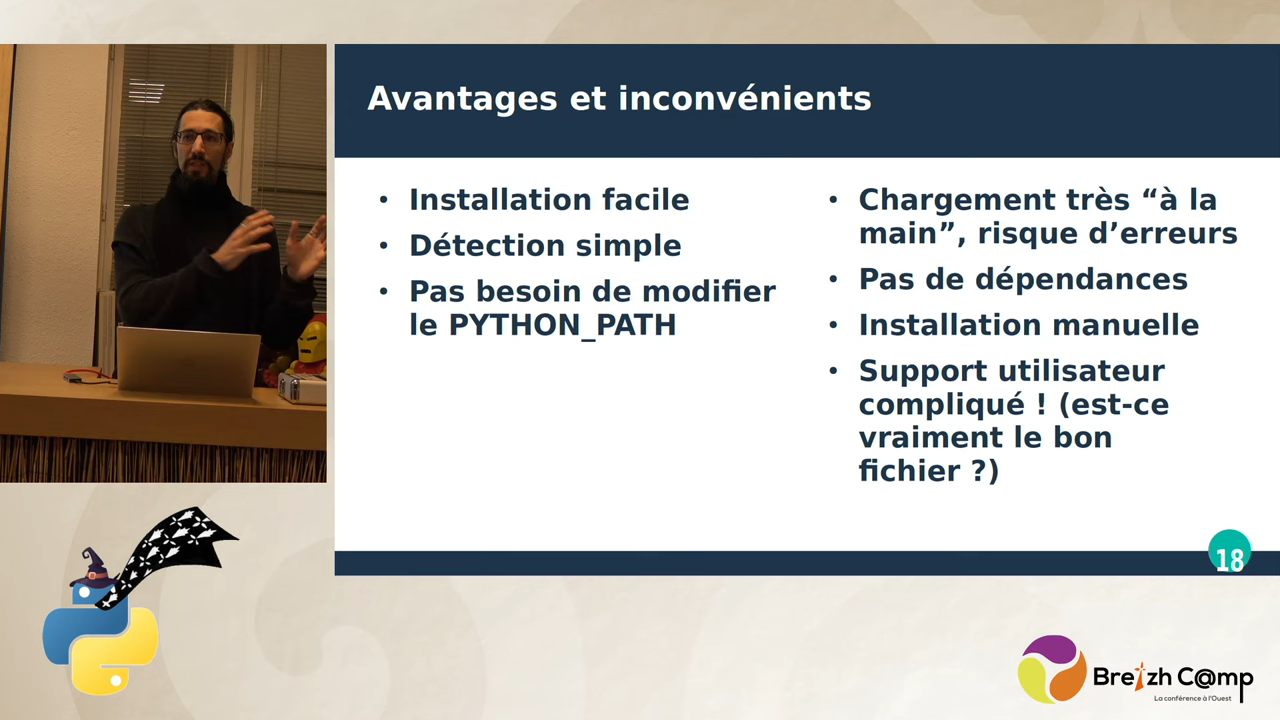 Avantages et inconvénients
• Installation facile
• Détection simple
• Pas besoin de modifier
le PYTHON_PATH
• Chargement très “à la
main”, risque d’erreurs
• Pas de dépendances
• Installation manuelle
• Support utilisateur
compliqué ! (est-ce
vraiment le bon
fichier ?)
18
Breizh C@mp
La conférence à l'Ouest